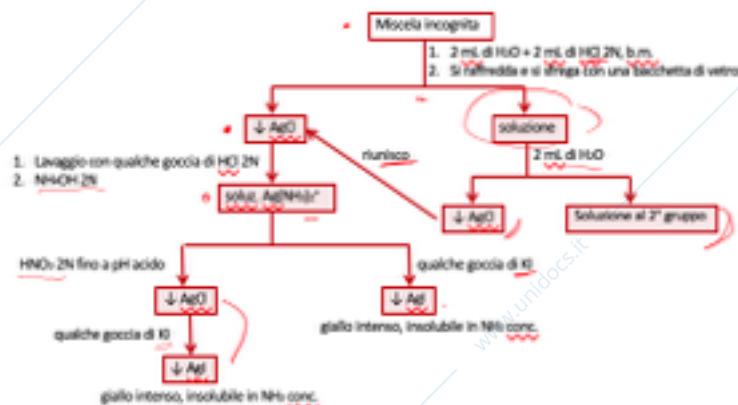 Miscela incognita
1. 2 mL di H₂O + 2 mL di HCl 2N, b.m.
2. Si raffredda e si sfrega con una bacchetta di vetro
↓ AgCl
soluzione
riunisco
2 mL di H₂O
1. Lavaggio con qualche goccia di HCl 2N
2. NH₄OH 2N
soluz. Ag(NH₃)₂⁺
↓ AgCl
Soluzione al 2° gruppo
HNO₃ 2N fino a pH acido
qualche goccia di KI
↓ AgCl
↓ AgI
qualche goccia di KI
giallo intenso, insolubile in NH₃ conc.
↓ AgI
giallo intenso, insolubile in NH₃ conc.
www.unidocs.it